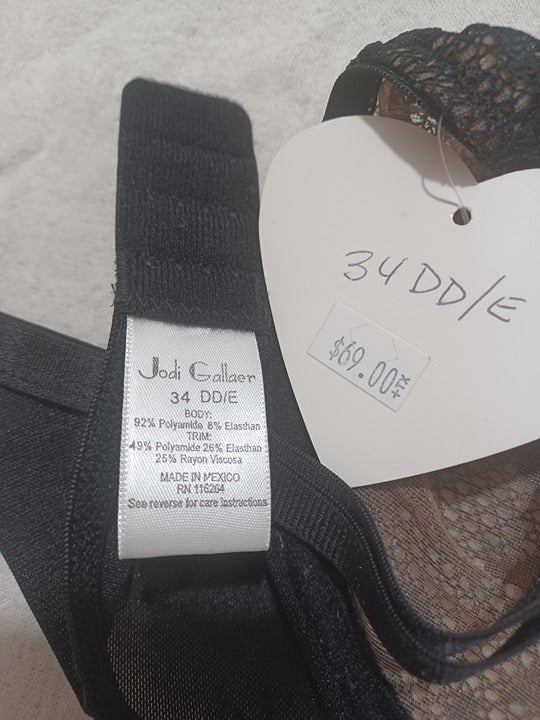 Jodi Gallaer
34 DD/E
BODY:
92% Polyamide 8% Elasthan
TRIM:
49% Polyamide 26% Elasthan
25% Rayon Viscosa
MADE IN MEXICO
RN 116264
See reverse for care instructions
34 DD/E
$69.00+TX